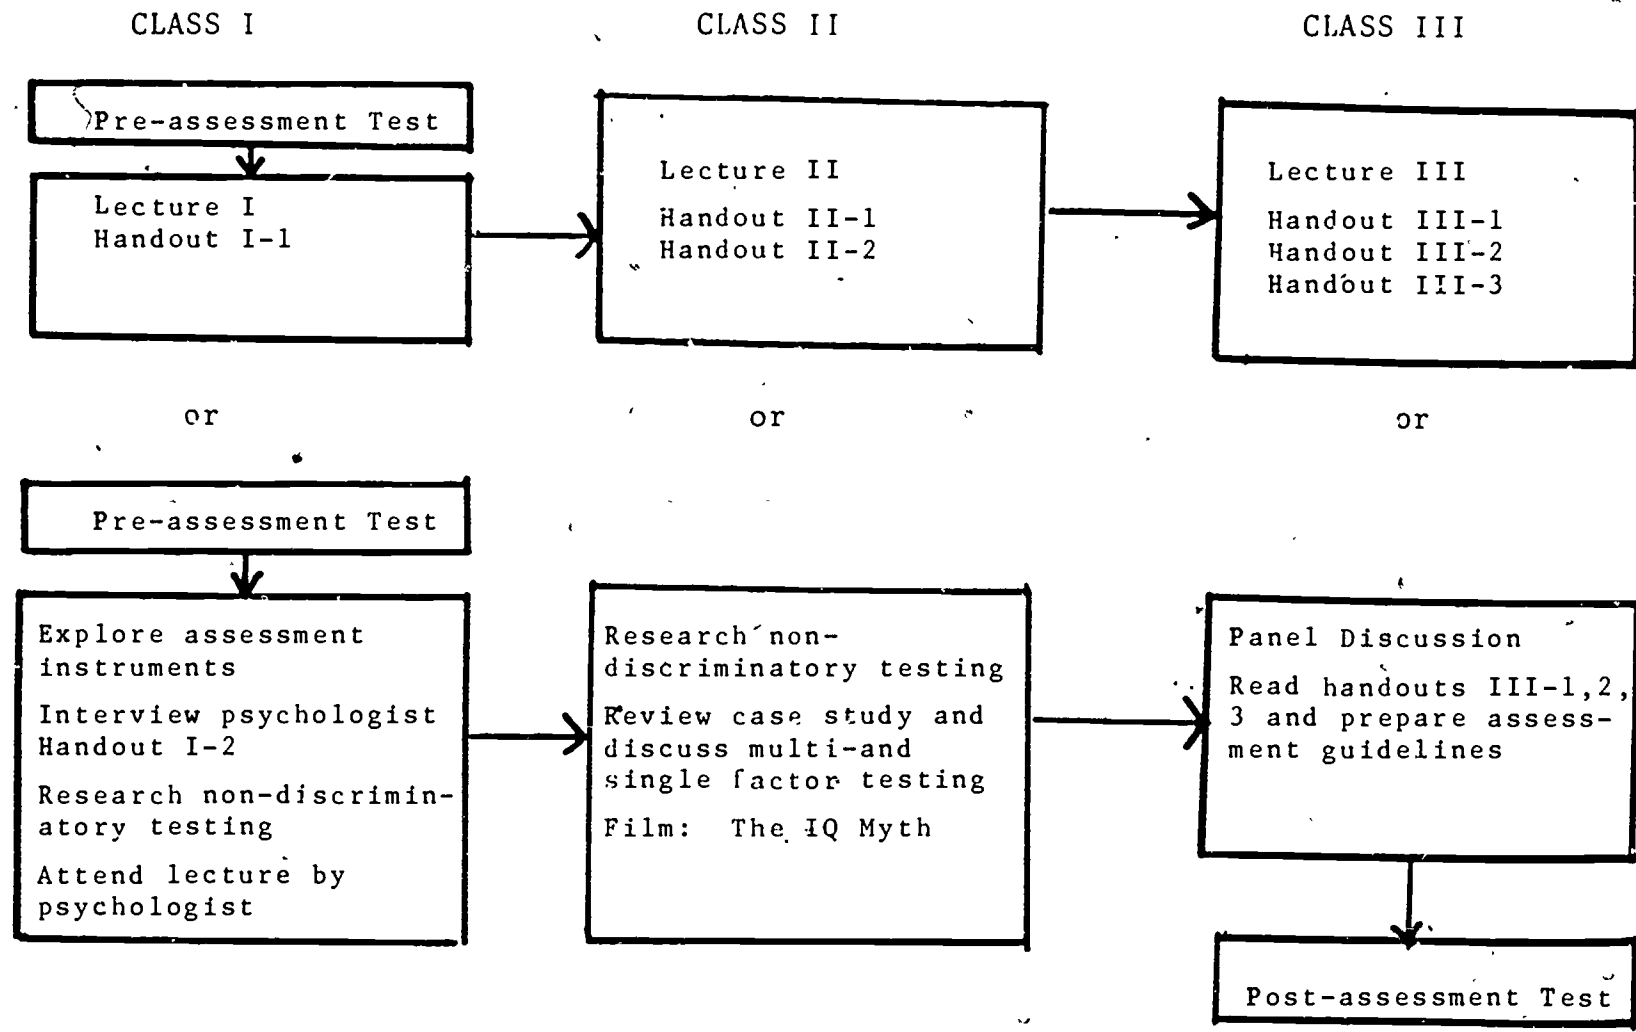 CLASS I
CLASS II
CLASS III
Pre-assessment Test
Lecture I
Handout I-1
Lecture II
Handout II-1
Handout II-2
Lecture III
Handout III-1
Handout III-2
Handout III-3
or
or
or
Pre-assessment Test
Explore assessment
instruments
Interview psychologist
Handout I-2
Research non-discrimin-
atory testing
Attend lecture by
psychologist
Research non-
discriminatory testing
Review case study and
discuss multi-and
single factor testing
Film: The IQ Myth
Panel Discussion
Read handouts III-1,2,
3 and prepare assess-
ment guidelines
Post-assessment Test